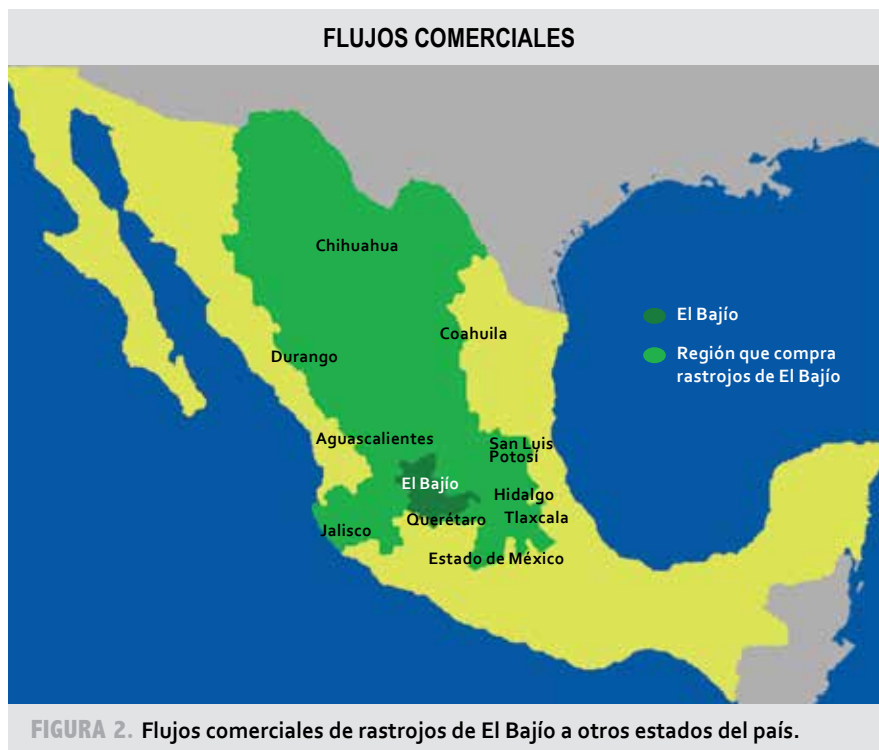 FLUJOS COMERCIALES
Chihuahua
Coahuila
Durango
El Bajío
Región que compra
rastrojos de El Bajío
Aguascalientes
San Luis
Potosí
El Bajío
Hidalgo
Querétaro
Tlaxcala
Jalisco
Estado de México
FIGURA 2. Flujos comerciales de rastrojos de El Bajío a otros estados del país.